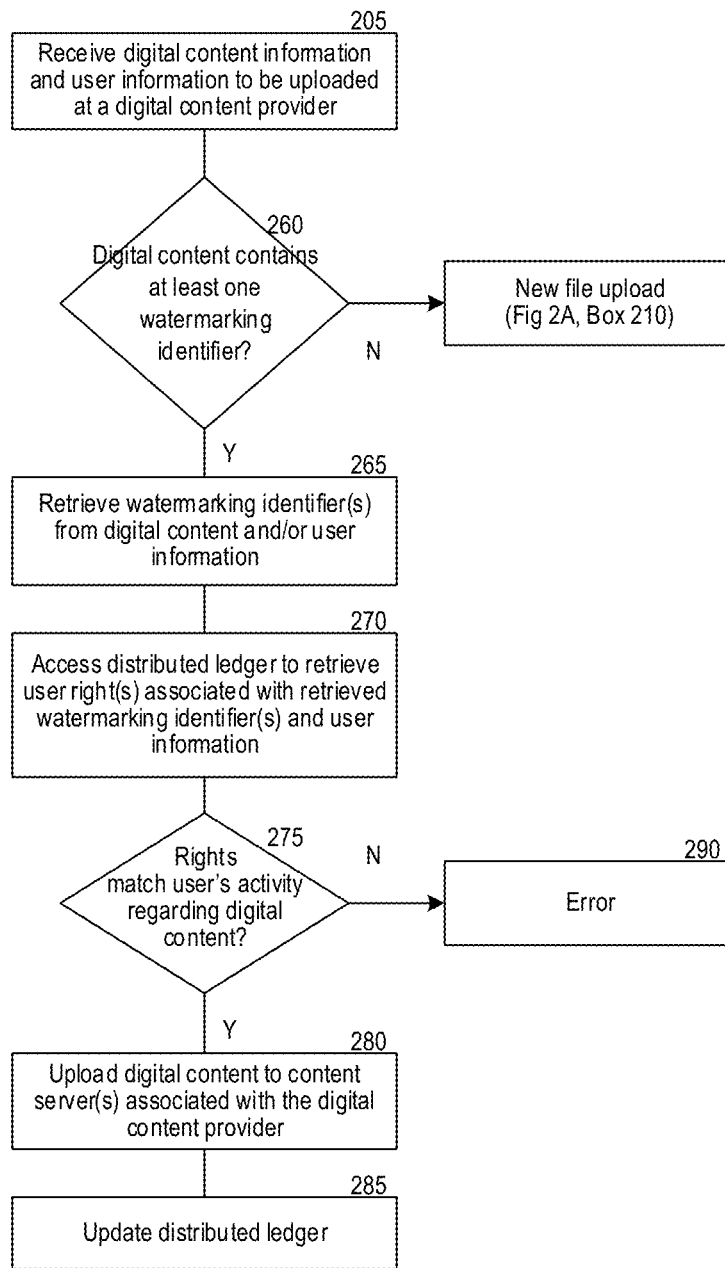 205
Receive digital content information
and user information to be uploaded
at a digital content provider
260
Digital content contains
at least one
watermarking
identifier?
N
New file upload
(Fig 2A, Box 210)
Y
265
Retrieve watermarking identifier(s)
from digital content and/or user
information
270
Access distributed ledger to retrieve
user right(s) associated with retrieved
watermarking identifier(s) and user
information
275
Rights
match user's activity
regarding digital
content?
N
290
Error
Y
280
Upload digital content to content
server(s) associated with the digital
content provider
285
Update distributed ledger